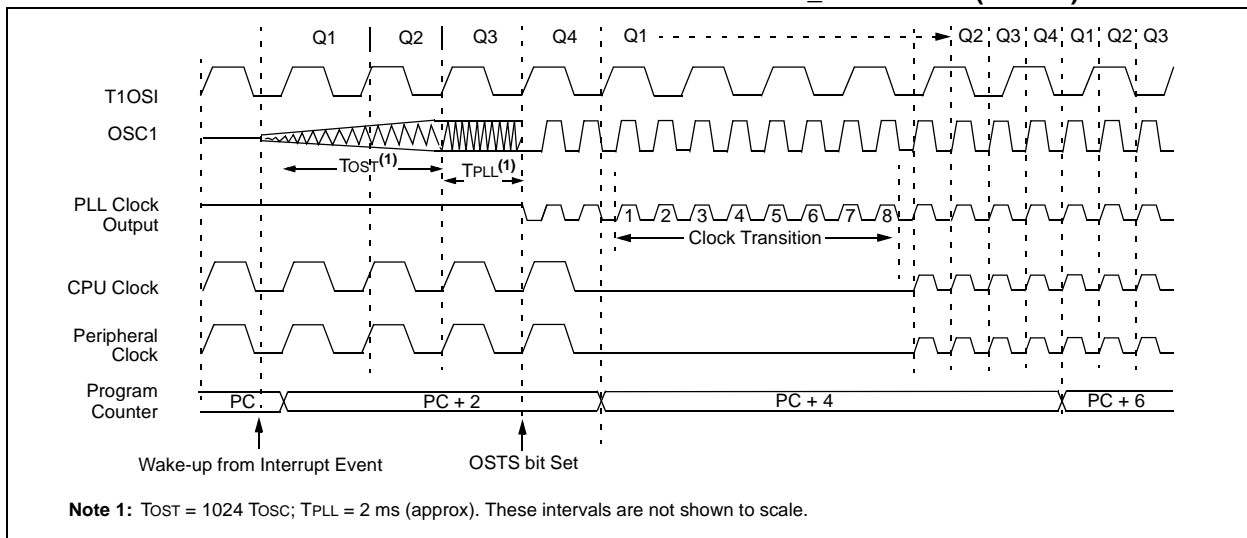 Q1 Q2 Q3 Q4 Q1 Q2 Q3 Q4 Q1 Q2 Q3
T1OSI
OSC1
TOST(1)
TPLL(1)
PLL Clock
Output
1 2 3 4 5 6 7 8
Clock Transition
CPU Clock
Peripheral
Clock
Program
Counter
PC PC + 2 PC + 4 PC + 6
Wake-up from Interrupt Event
OSTS bit Set
Note 1: TOST = 1024 TOSC; TPLL = 2 ms (approx). These intervals are not shown to scale.